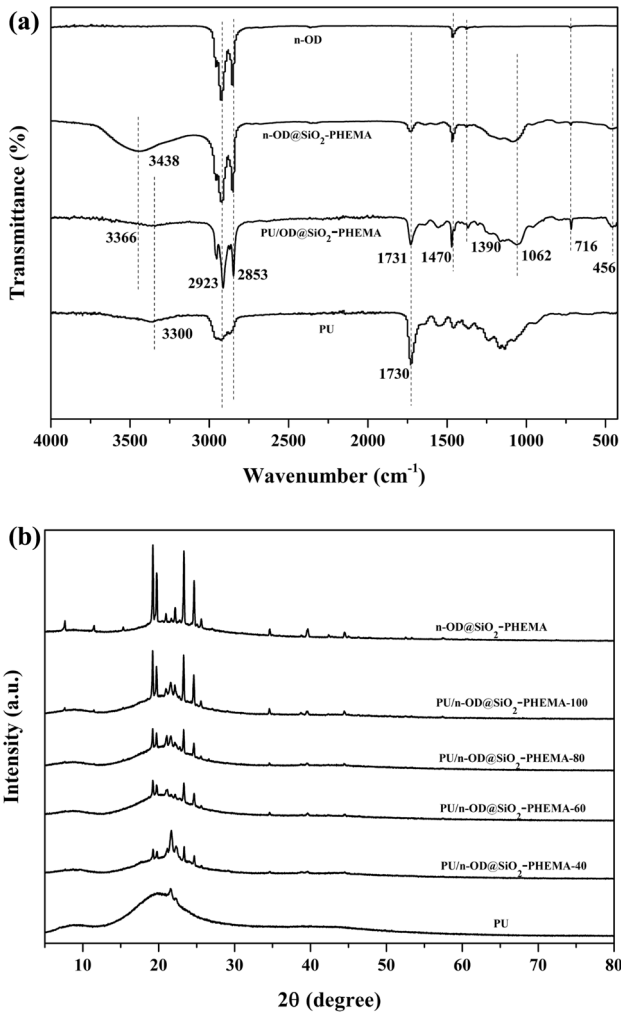 (a)
n-OD
n-OD@SiO₂-PHEMA
3438
3366
PU/OD@SiO₂-PHEMA
2923
2853
1731
1470
1390
1062
716
456
3300
PU
1730
4000 3500 3000 2500 2000 1500 1000 500
Wavenumber (cm⁻¹)
Transmittance (%)
(b)
n-OD@SiO₂-PHEMA
PU/n-OD@SiO₂-PHEMA-100
PU/n-OD@SiO₂-PHEMA-80
PU/n-OD@SiO₂-PHEMA-60
PU/n-OD@SiO₂-PHEMA-40
PU
10 20 30 40 50 60 70 80
2θ (degree)
Intensity (a.u.)